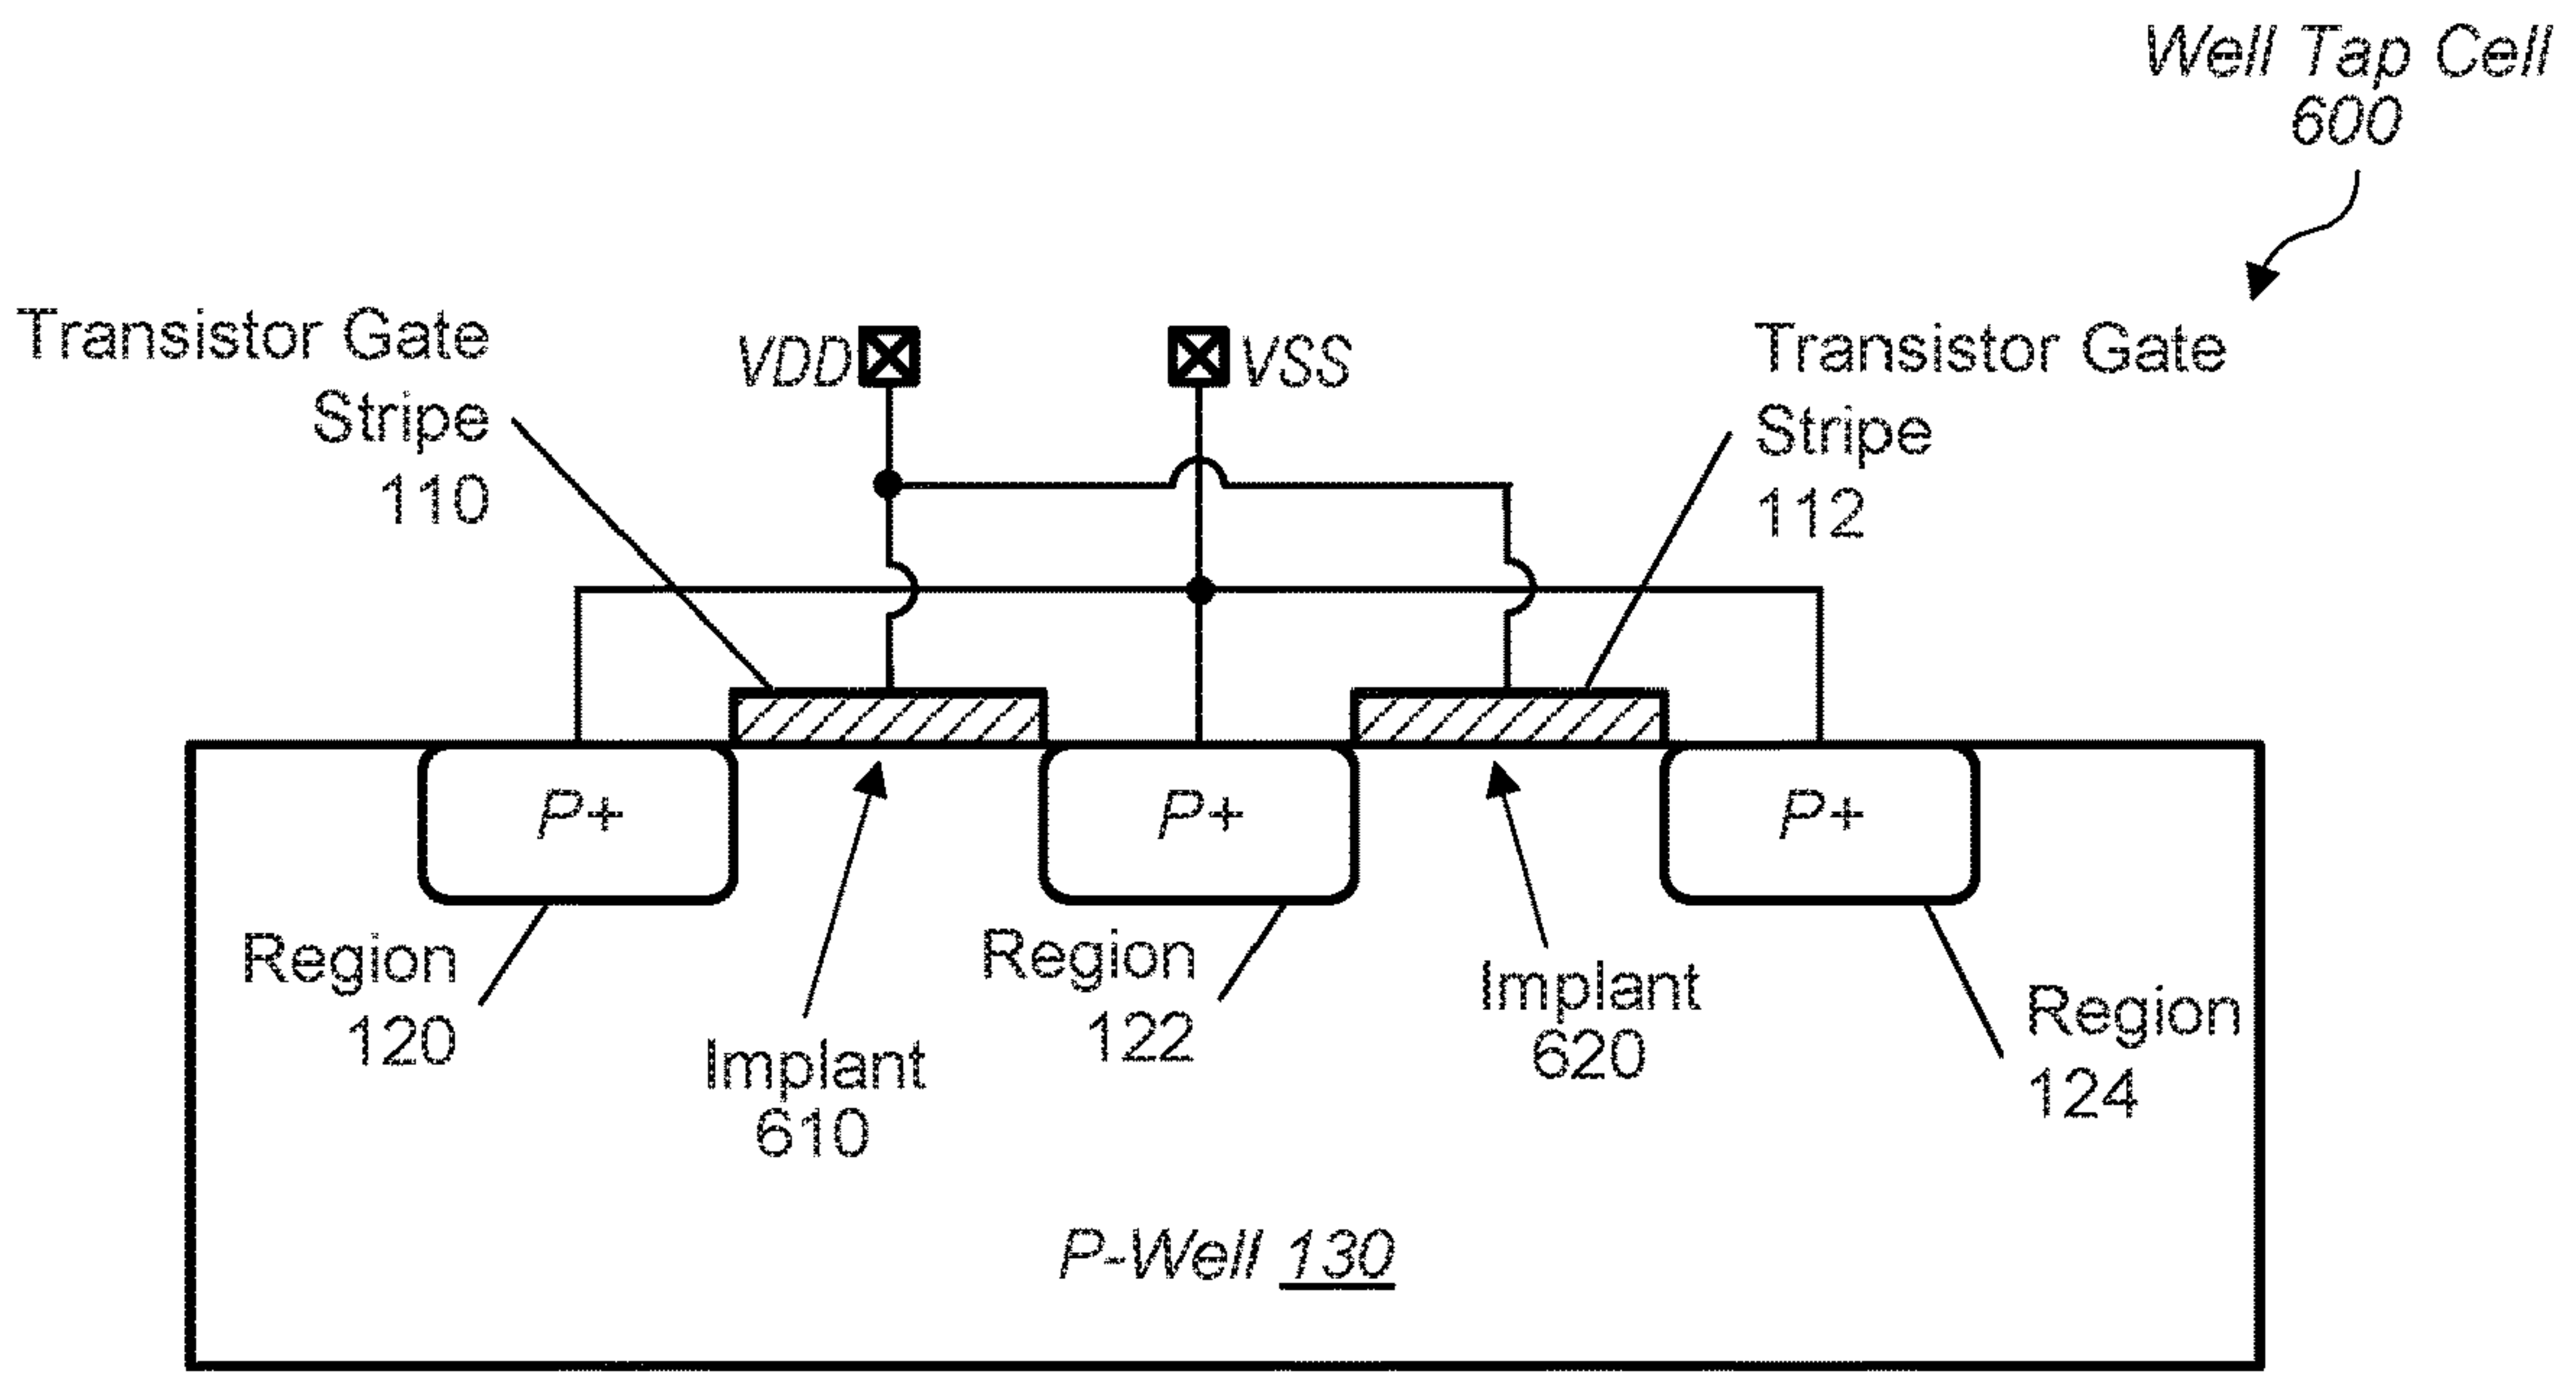 Well Tap Cell
600
Transistor Gate
Stripe
110
VDD
VSS
Transistor Gate
Stripe
112
P+
P+
P+
Region
120
Implant
610
Region
122
Implant
620
Region
124
P-Well 130